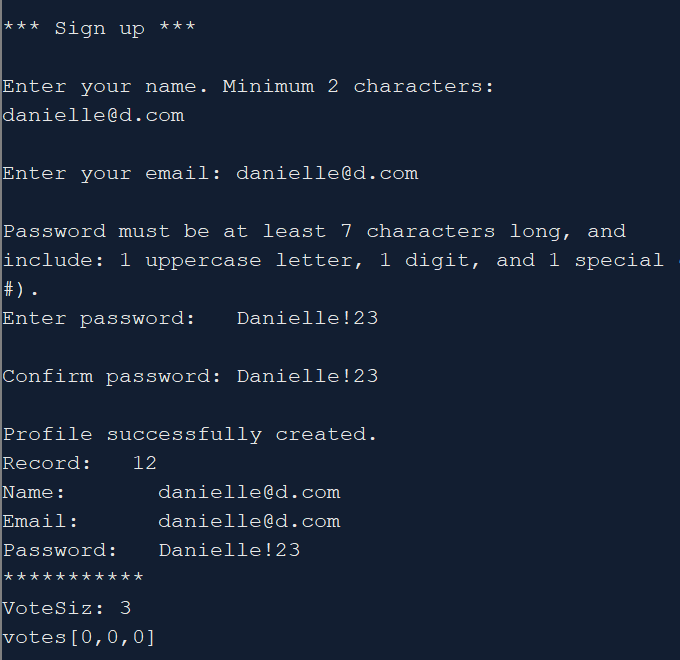 *** Sign up ***
Enter your name. Minimum 2 characters:
danielle@d.com
Enter your email: danielle@d.com
Password must be at least 7 characters long, and
include: 1 uppercase letter, 1 digit, and 1 special
#).
Enter password:   Danielle!23
Confirm password: Danielle!23
Profile successfully created.
Record:   12
Name:       danielle@d.com
Email:      danielle@d.com
Password:   Danielle!23
***********
VoteSiz: 3
votes[0,0,0]